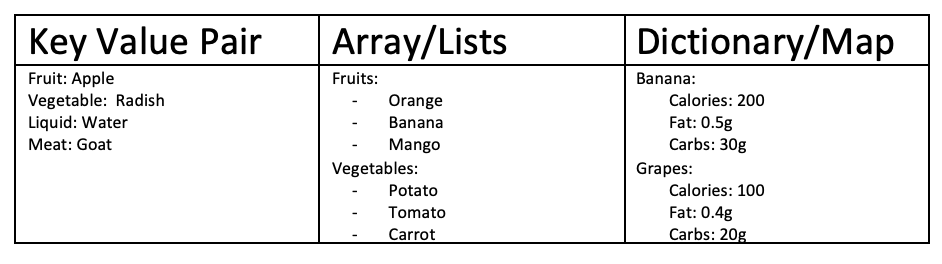 Key Value Pair
Fruit: Apple
Vegetable:  Radish
Liquid: Water
Meat: Goat
Array/Lists
Fruits:
- Orange
- Banana
- Mango
Vegetables:
- Potato
- Tomato
- Carrot
Dictionary/Map
Banana:
Calories: 200
Fat: 0.5g
Carbs: 30g
Grapes:
Calories: 100
Fat: 0.4g
Carbs: 20g